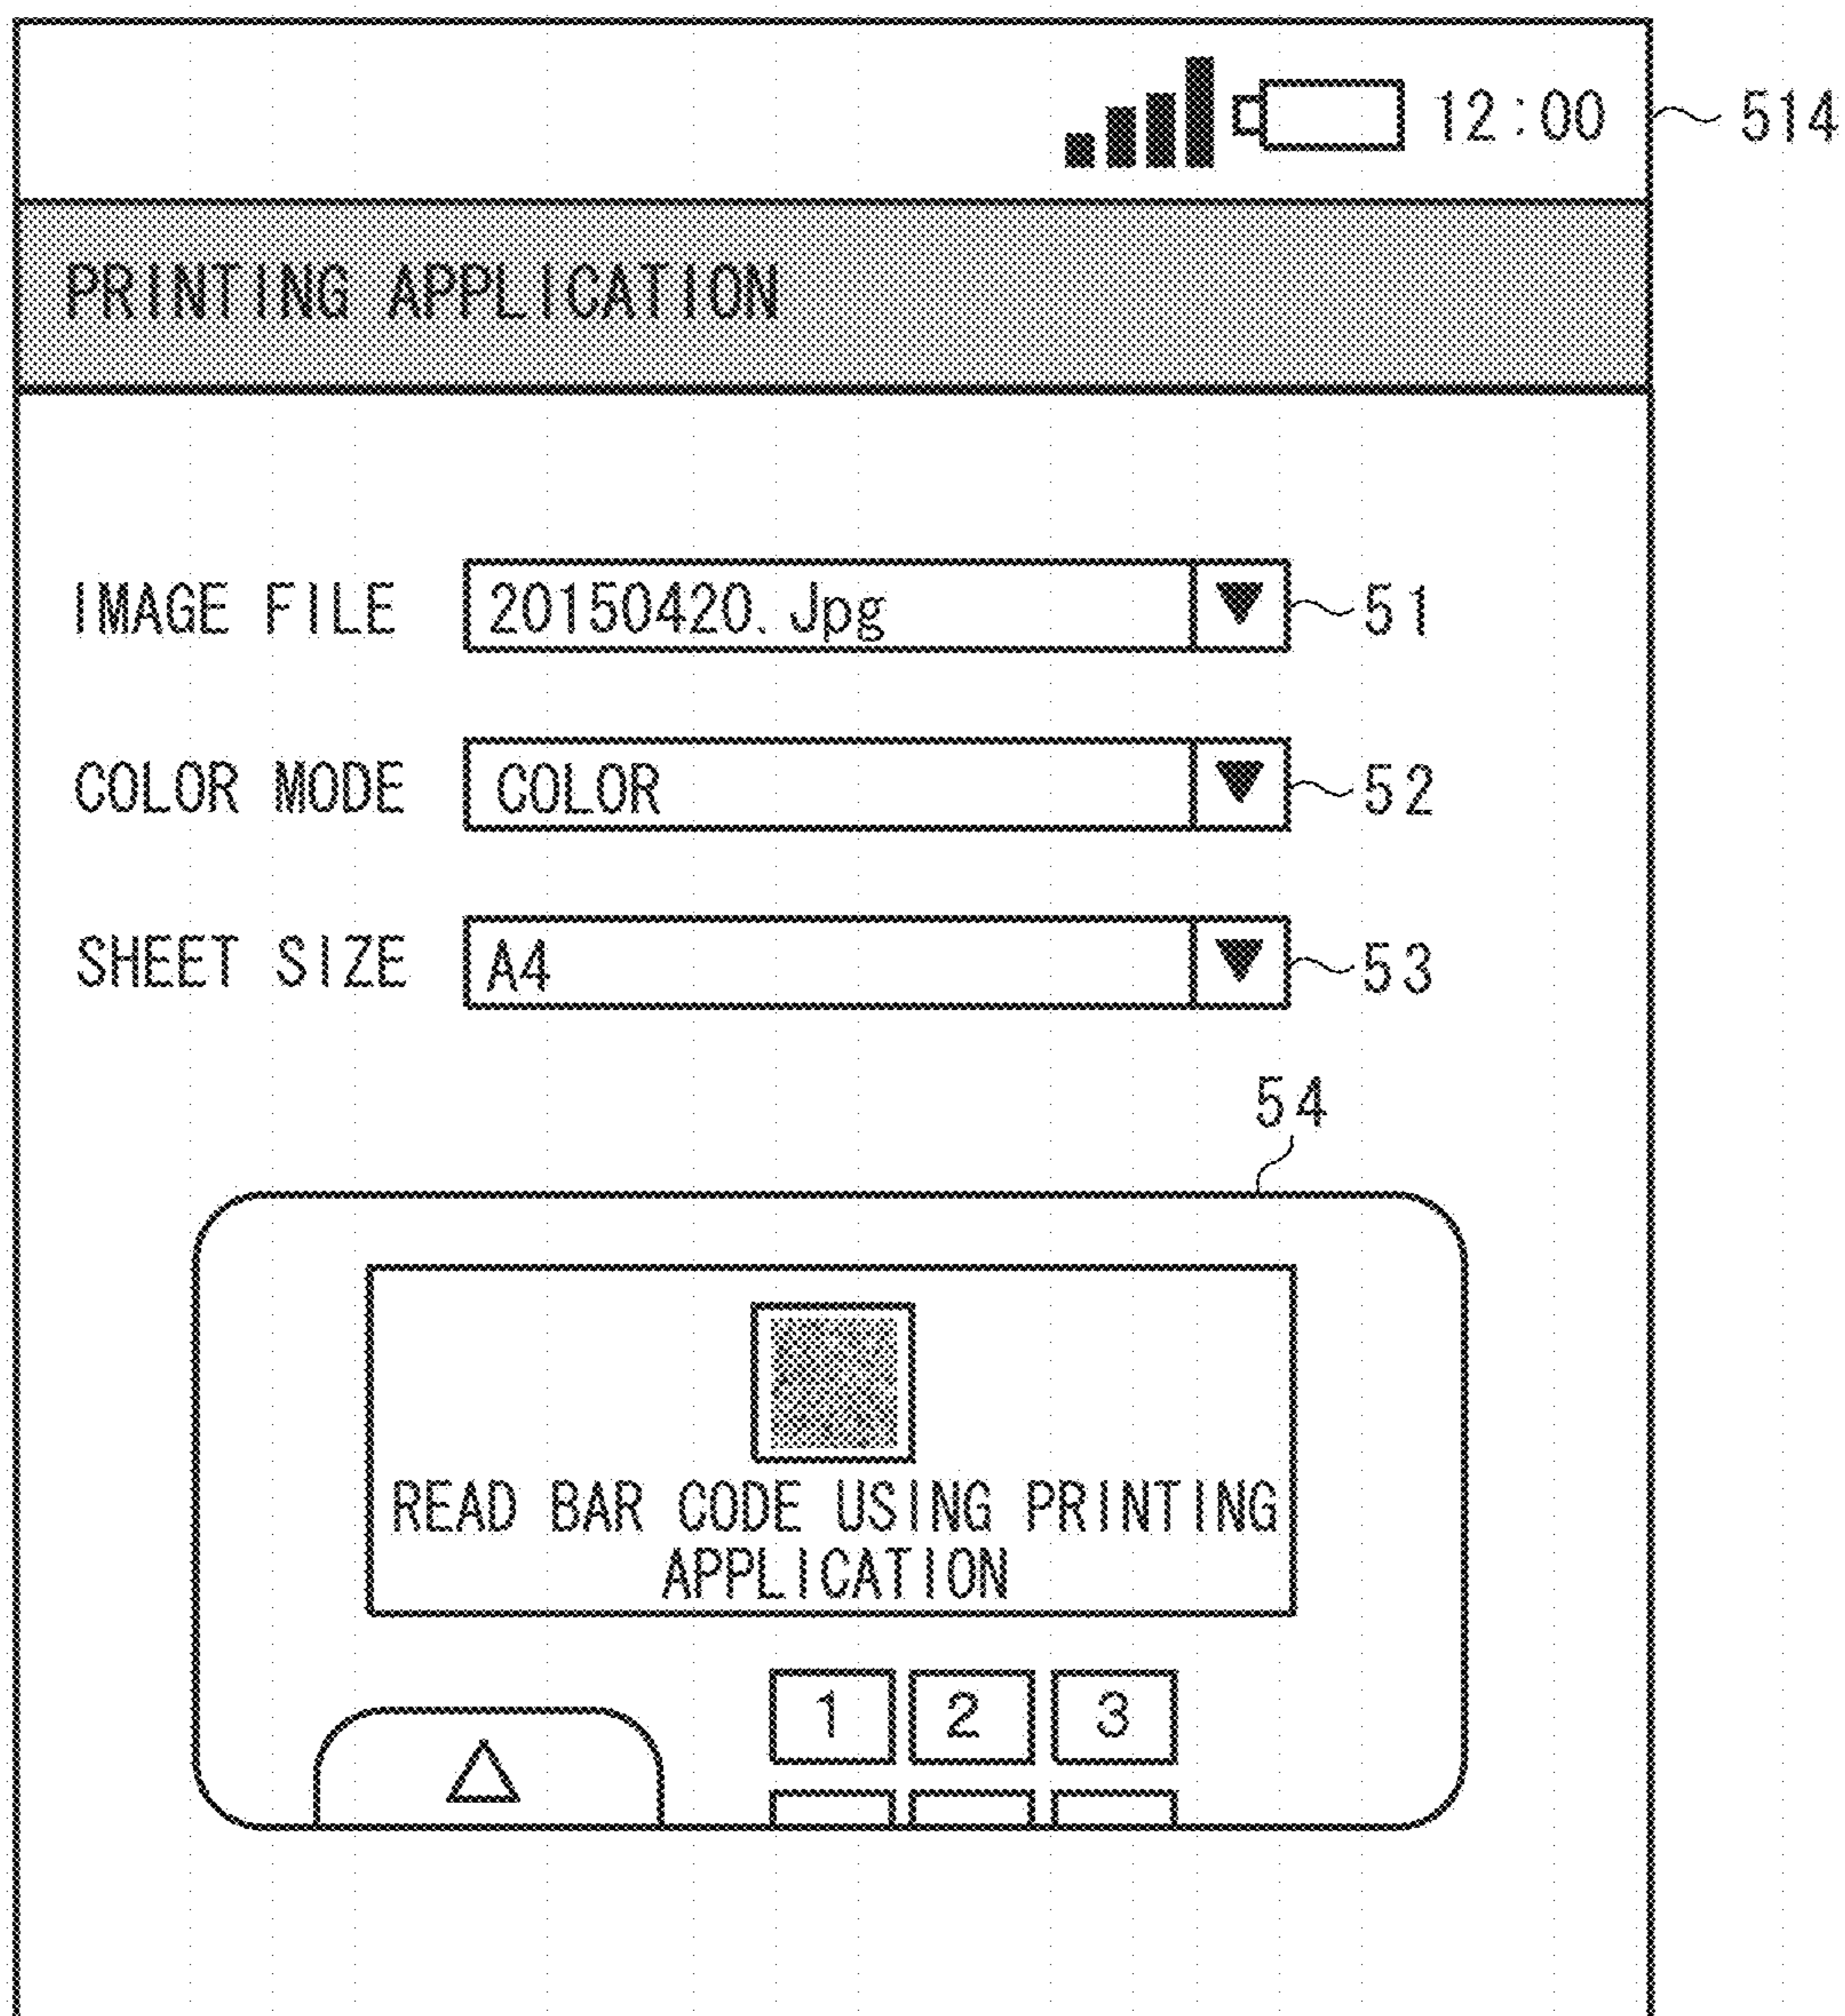 12:00 514
PRINTING APPLICATION
IMAGE FILE 20150420.Jpg 51
COLOR MODE COLOR 52
SHEET SIZE A4 53
54
READ BAR CODE USING PRINTING
APPLICATION
1 2 3